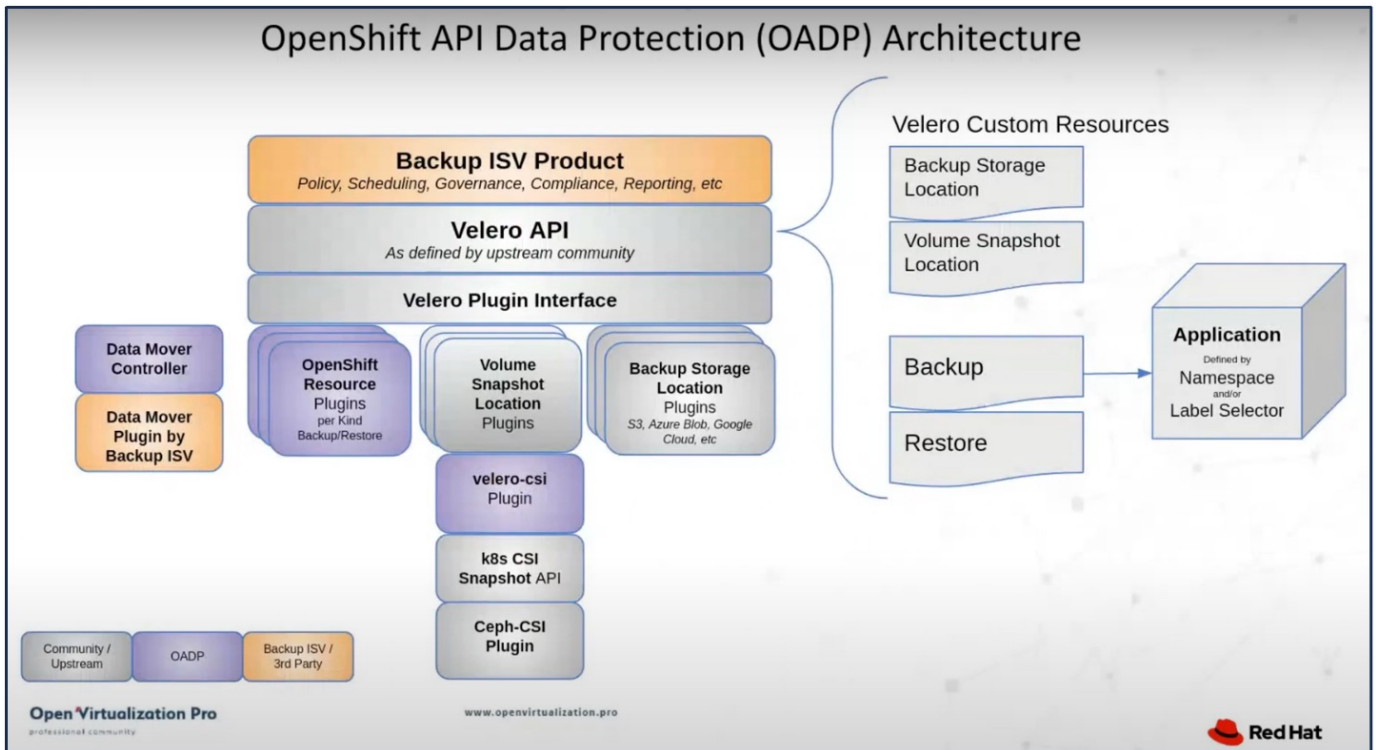 OpenShift API Data Protection (OADP) Architecture
Backup ISV Product
Policy, Scheduling, Governance, Compliance, Reporting, etc
Velero API
As defined by upstream community
Velero Plugin Interface
Data Mover
Controller
Data Mover
Plugin by
Backup ISV
OpenShift
Resource
Plugins
per Kind
Backup/Restore
Volume
Snapshot
Location
Plugins
Backup Storage
Location
Plugins
S3, Azure Blob, Google
Cloud, etc
velero-csi
Plugin
k8s CSI
Snapshot API
Ceph-CSI
Plugin
Velero Custom Resources
Backup Storage
Location
Volume Snapshot
Location
Backup
Restore
Application
Defined by
Namespace
and/or
Label Selector
Community /
Upstream
OADP
Backup ISV /
3rd Party
Open Virtualization Pro
professional community
www.openvirtualization.pro
Red Hat